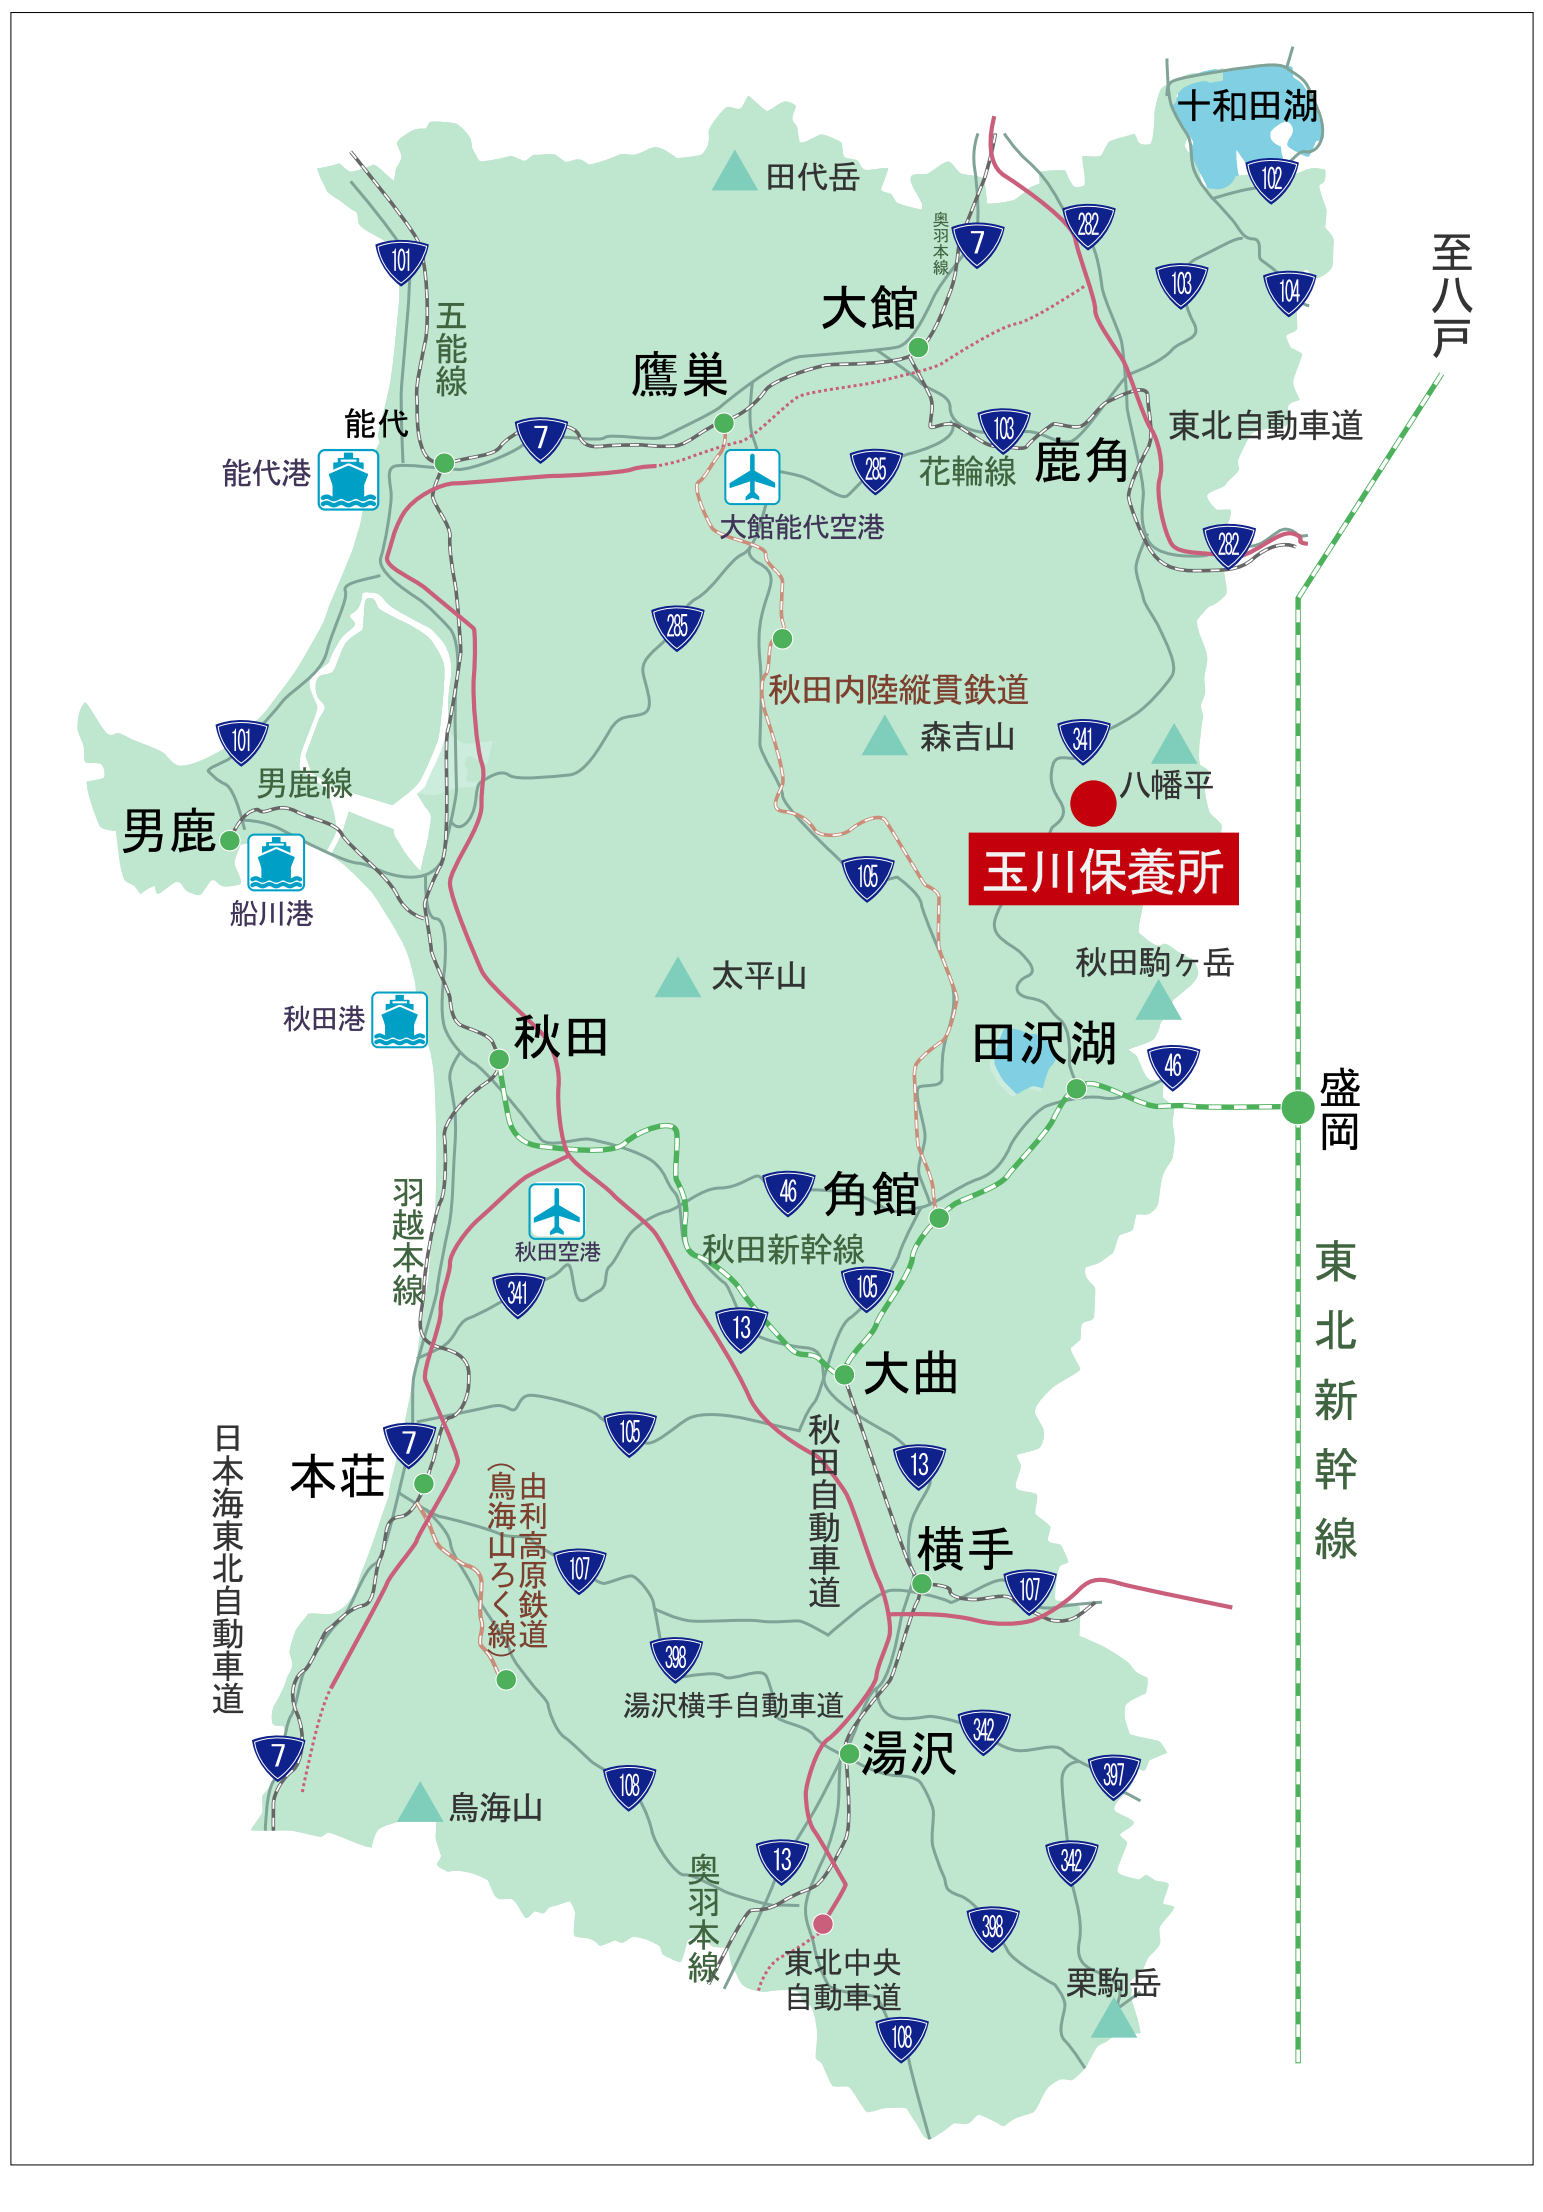 十和田湖
102
田代岳
282
奥羽本線
7
101
103
104
至八戸
大館
五能線
鷹巣
能代
7
103
東北自動車道
鹿角
能代港
285
花輪線
大館能代空港
282
285
秋田内陸縦貫鉄道
森吉山
341
101
八幡平
男鹿線
男鹿
玉川保養所
105
船川港
秋田駒ヶ岳
太平山
秋田港
秋田
田沢湖
46
盛岡
羽越本線
46
角館
秋田空港
秋田新幹線
341
105
13
東北新幹線
大曲
105
7
秋田自動車道
13
日本海東北自動車道
本荘
由利高原鉄道
(鳥海山ろく線)
横手
107
107
398
湯沢横手自動車道
342
7
湯沢
397
108
鳥海山
13
342
奥羽本線
398
東北中央
自動車道
栗駒岳
108